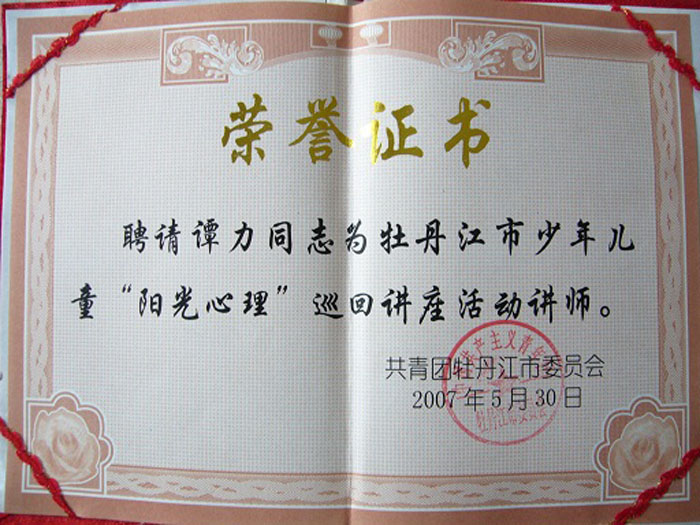 荣誉证书
聘请谭力同志为牡丹江市少年儿
童“阳光心理”巡回讲座活动讲师。
共青团牡丹江市委员会
2007年5月30日